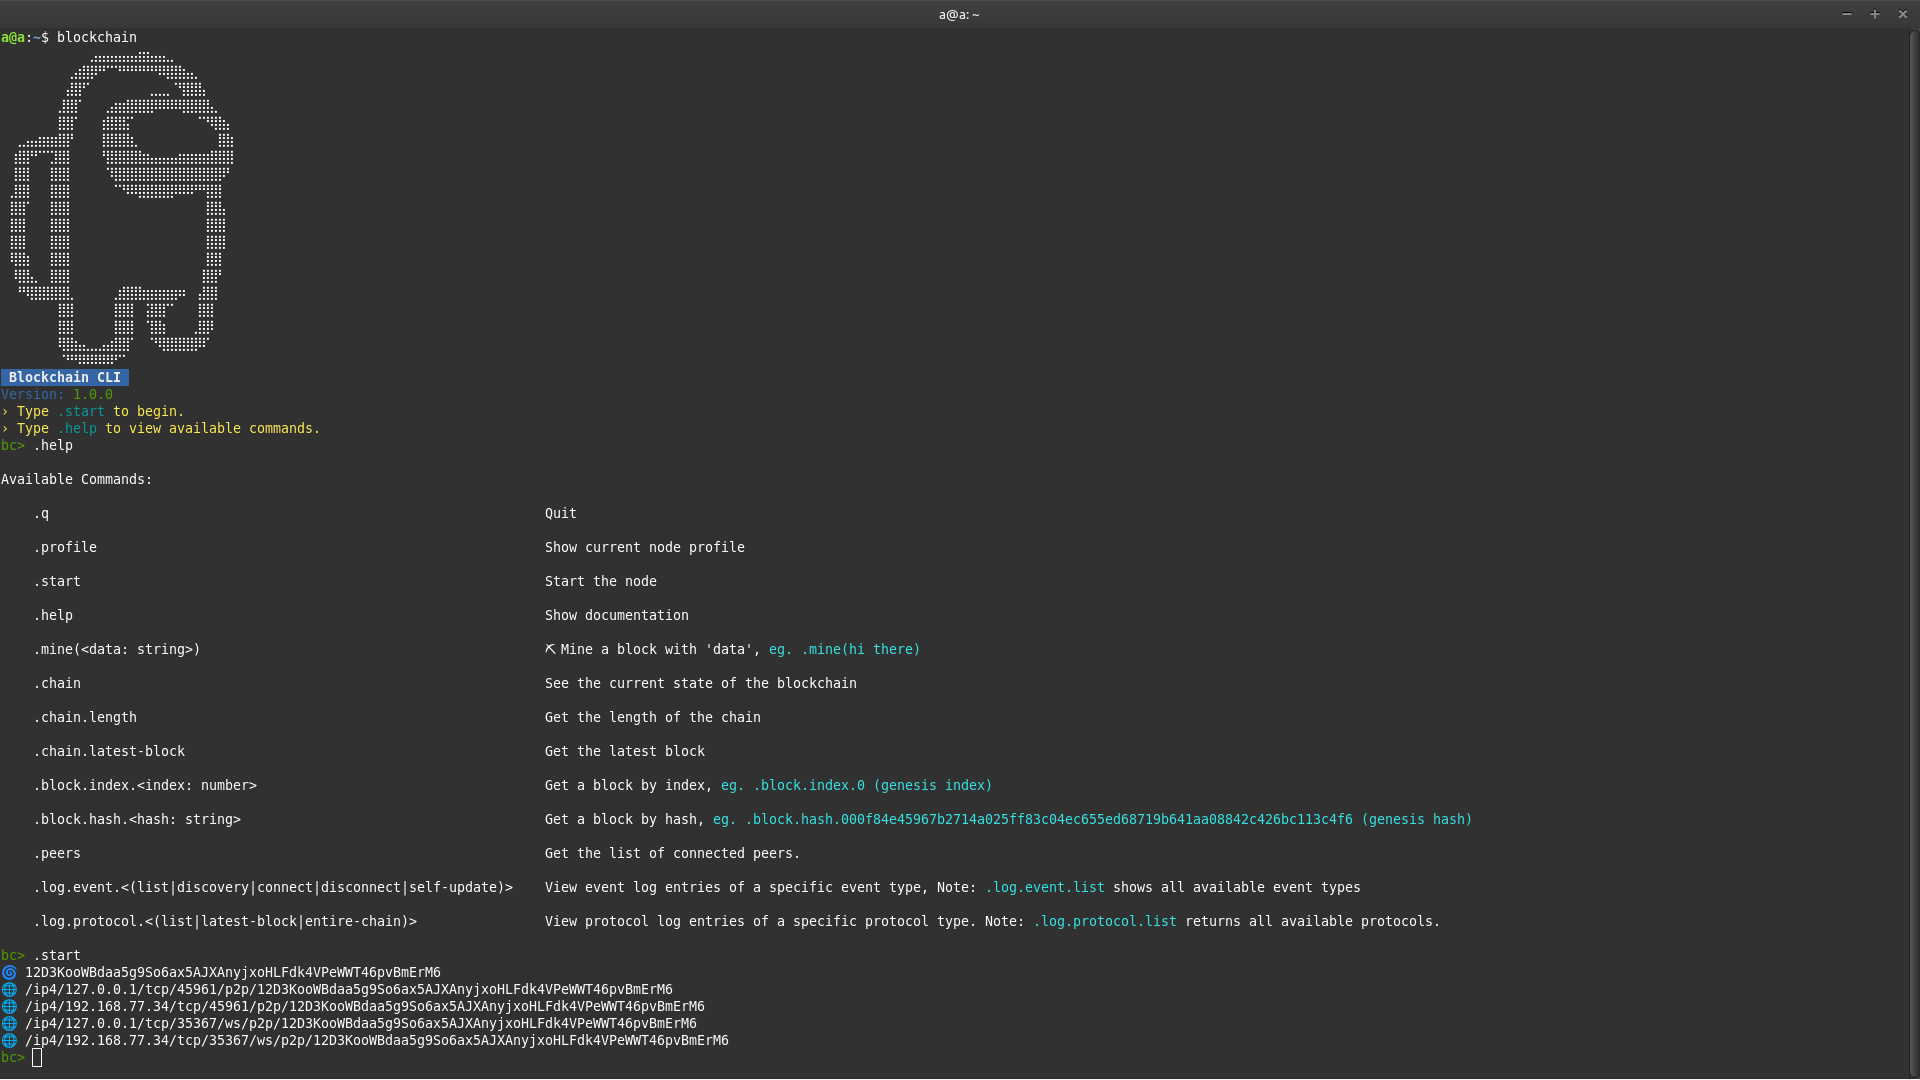 a@a: ~
a@a:~$ blockchain
Blockchain CLI
Version: 1.0.0
› Type .start to begin.
› Type .help to view available commands.
bc> .help
Available Commands:
.q Quit
.profile Show current node profile
.start Start the node
.help Show documentation
.mine(<data: string>) ⛏ Mine a block with 'data', eg. .mine(hi there)
.chain See the current state of the blockchain
.chain.length Get the length of the chain
.chain.latest-block Get the latest block
.block.index.<index: number> Get a block by index, eg. .block.index.0 (genesis index)
.block.hash.<hash: string> Get a block by hash, eg. .block.hash.000f84e45967b2714a025ff83c04ec655ed68719b641aa08842c426bc113c4f6 (genesis hash)
.peers Get the list of connected peers.
.log.event.<(list|discovery|connect|disconnect|self-update)> View event log entries of a specific event type, Note: .log.event.list shows all available event types
.log.protocol.<(list|latest-block|entire-chain)> View protocol log entries of a specific protocol type. Note: .log.protocol.list returns all available protocols.
bc> .start
🌀 12D3KooWBdaa5g9So6ax5AJXAnyjxoHLFdk4VPeWWT46pvBmErM6
🌐 /ip4/127.0.0.1/tcp/45961/p2p/12D3KooWBdaa5g9So6ax5AJXAnyjxoHLFdk4VPeWWT46pvBmErM6
🌐 /ip4/192.168.77.34/tcp/45961/p2p/12D3KooWBdaa5g9So6ax5AJXAnyjxoHLFdk4VPeWWT46pvBmErM6
🌐 /ip4/127.0.0.1/tcp/35367/ws/p2p/12D3KooWBdaa5g9So6ax5AJXAnyjxoHLFdk4VPeWWT46pvBmErM6
🌐 /ip4/192.168.77.34/tcp/35367/ws/p2p/12D3KooWBdaa5g9So6ax5AJXAnyjxoHLFdk4VPeWWT46pvBmErM6
bc>